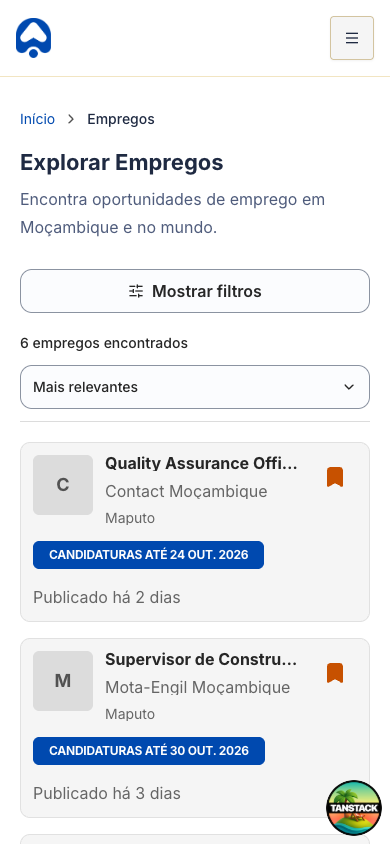 Início
Empregos
Explorar Empregos
Encontra oportunidades de emprego em
Moçambique e no mundo.
Mostrar filtros
6 empregos encontrados
Mais relevantes
C
Quality Assurance Offi...
Contact Moçambique
Maputo
CANDIDATURAS ATÉ 24 OUT. 2026
Publicado há 2 dias
M
Supervisor de Constru...
Mota-Engil Moçambique
Maputo
CANDIDATURAS ATÉ 30 OUT. 2026
Publicado há 3 dias
TANSTACK